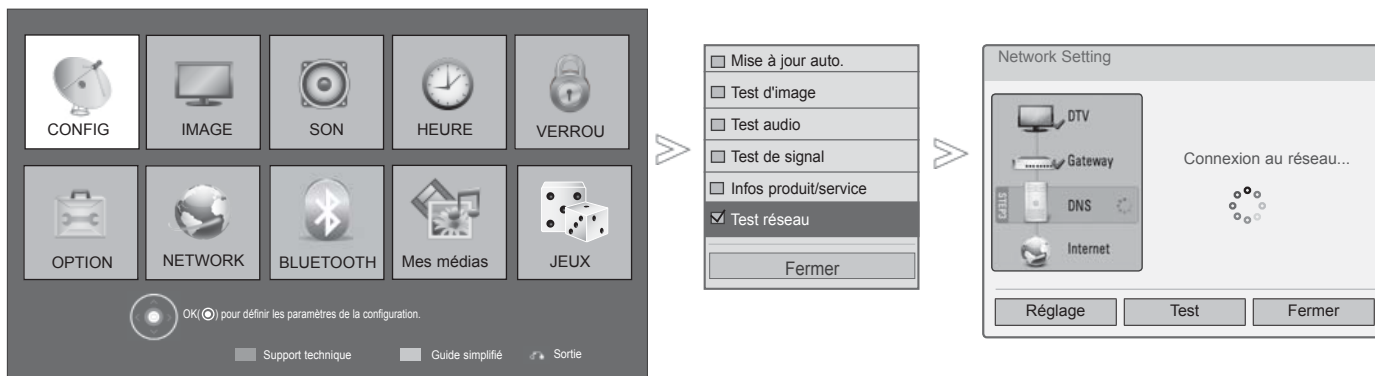 CONFIG
IMAGE
SON
HEURE
VERROU
OPTION
NETWORK
BLUETOOTH
Mes médias
JEUX
OK(◉) pour définir les paramètres de la configuration.
Support technique
Guide simplifié
Sortie
Mise à jour auto.
Test d'image
Test audio
Test de signal
Infos produit/service
Test réseau
Fermer
Network Setting
DTV
Gateway
STEP3
DNS
Internet
Connexion au réseau...
Réglage
Test
Fermer